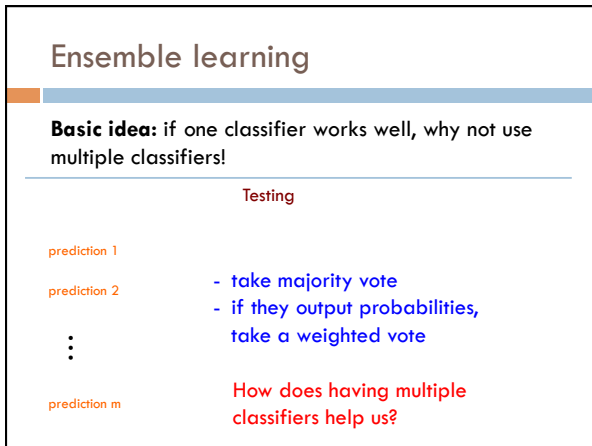 Ensemble learning
Basic idea: if one classifier works well, why not use
multiple classifiers!
Testing
prediction 1
prediction 2
- take majority vote
- if they output probabilities,
take a weighted vote
⋮
prediction m
How does having multiple
classifiers help us?